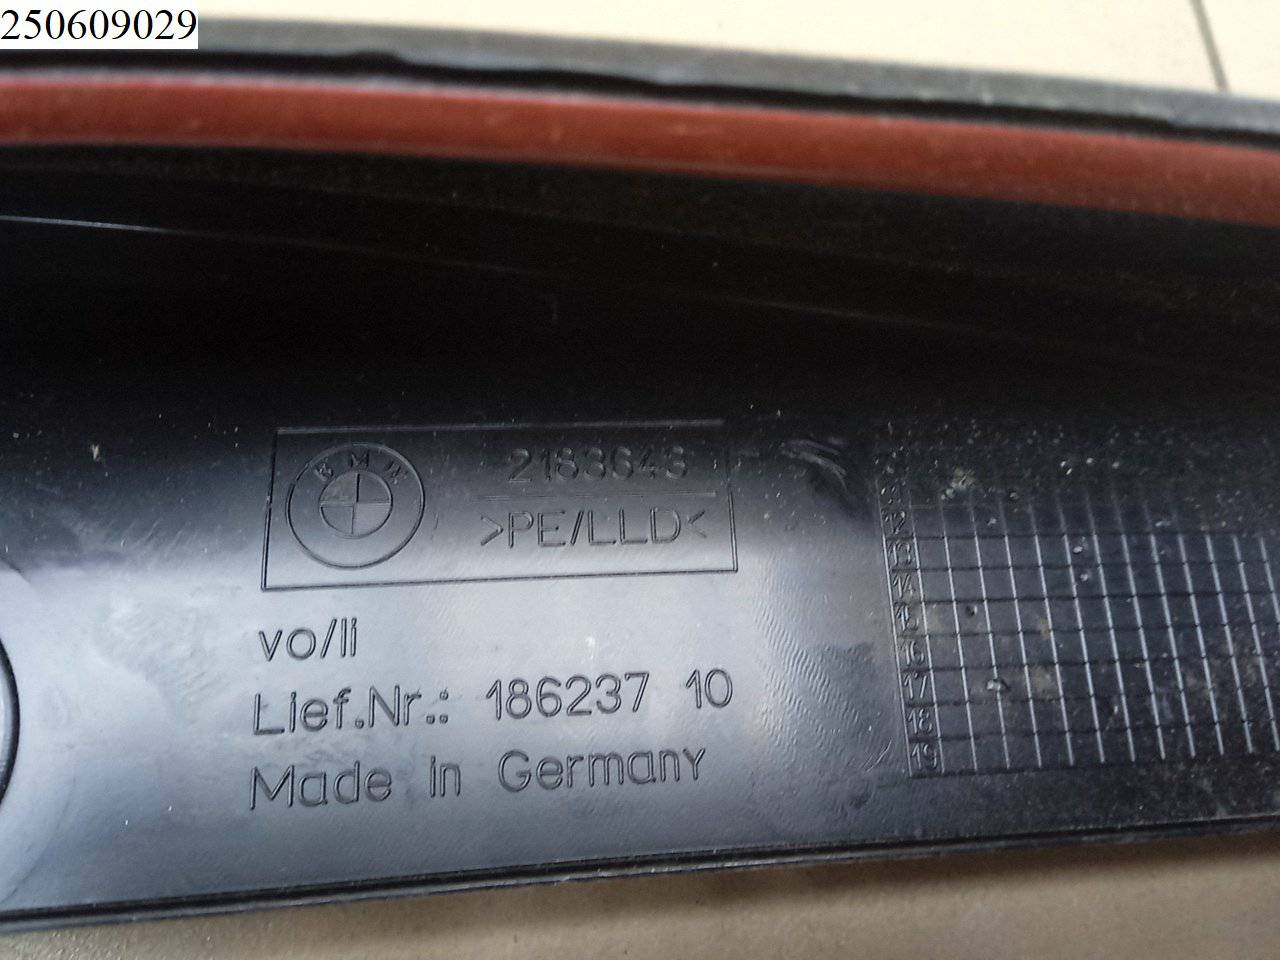 250609029
BMW
2183643
>PE/LLD<
vo/li
Lief.Nr.: 186237 10
Made in Germany
12
13
14
15
16
17
18
19